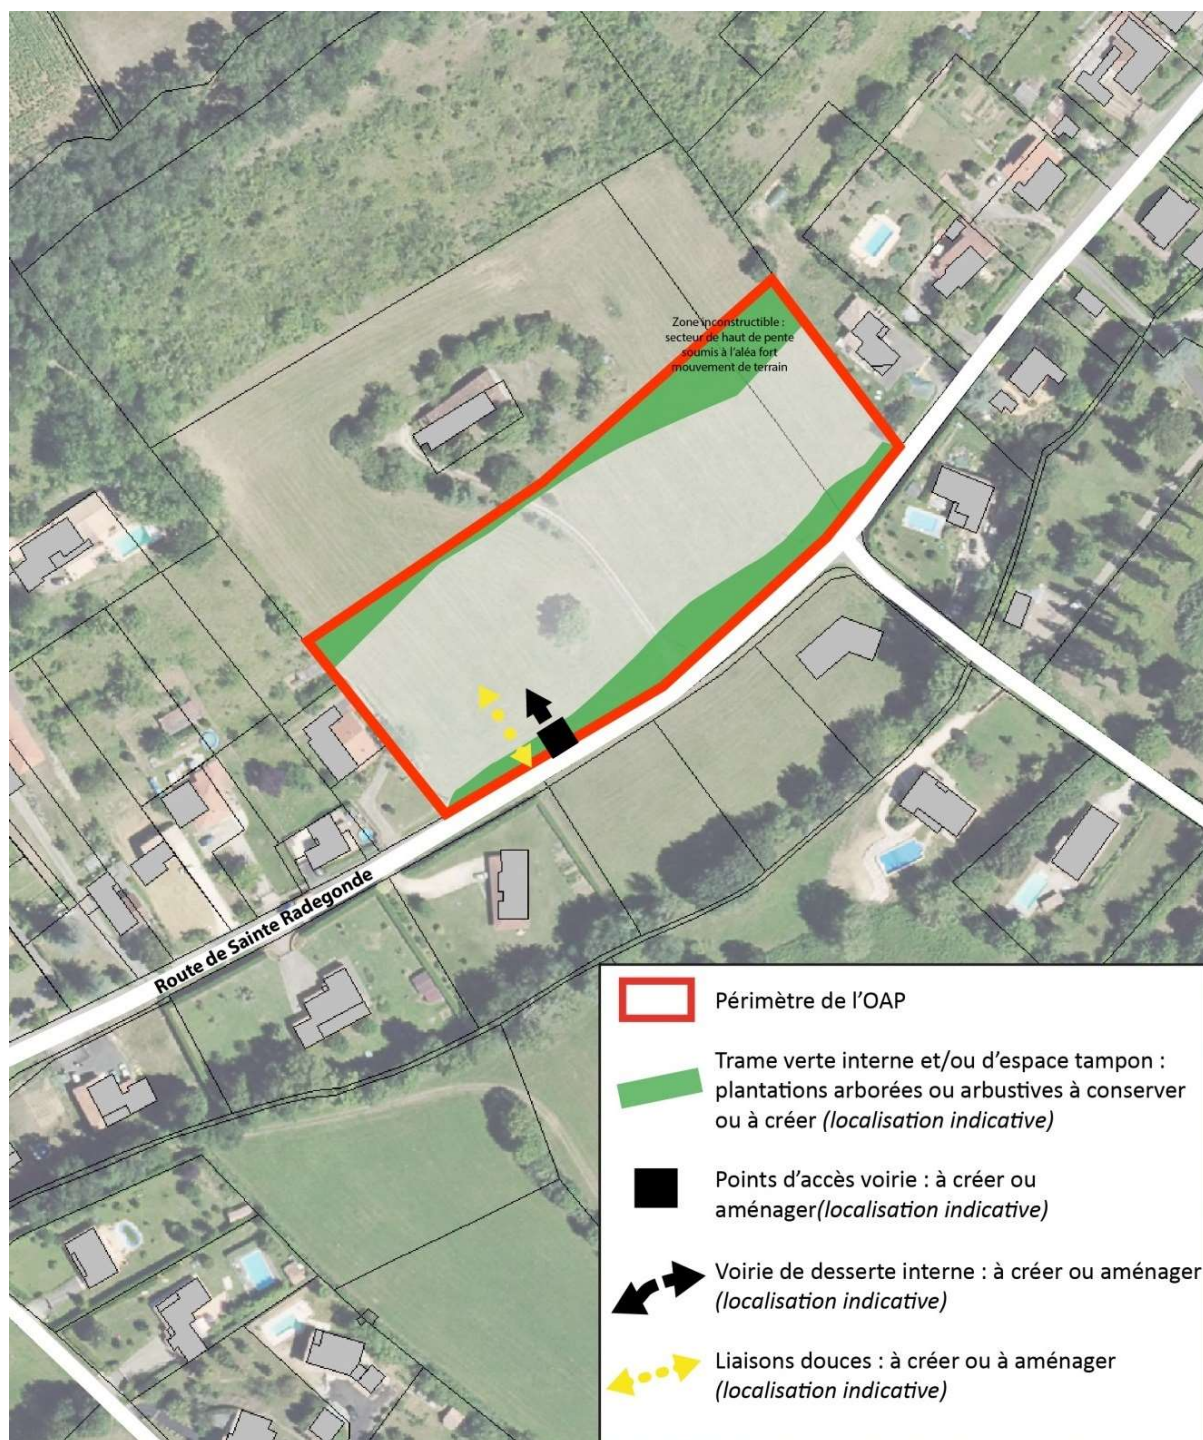 Zone inconstructible :
secteur de haut de pente
soumis à l'aléa fort
mouvement de terrain
Route de Sainte Radegonde
Périmètre de l'OAP
Trame verte interne et/ou d'espace tampon :
plantations arborées ou arbustives à conserver
ou à créer (localisation indicative)
Points d'accès voirie : à créer ou
aménager(localisation indicative)
Voirie de desserte interne : à créer ou aménager
(localisation indicative)
Liaisons douces : à créer ou à aménager
(localisation indicative)